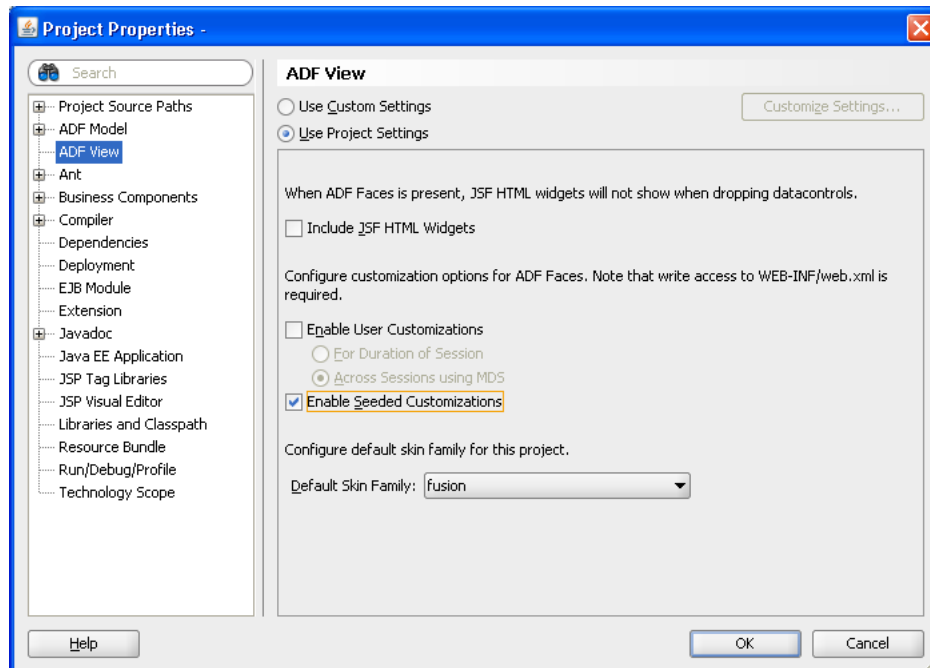 Project Properties -
Search
Project Source Paths
ADF Model
ADF View
Ant
Business Components
Compiler
Dependencies
Deployment
EJB Module
Extension
Javadoc
Java EE Application
JSP Tag Libraries
JSP Visual Editor
Libraries and Classpath
Resource Bundle
Run/Debug/Profile
Technology Scope
ADF View
Use Custom Settings
Customize Settings...
Use Project Settings
When ADF Faces is present, JSF HTML widgets will not show when dropping datacontrols.
Include JSF HTML Widgets
Configure customization options for ADF Faces. Note that write access to WEB-INF/web.xml is
required.
Enable User Customizations
For Duration of Session
Across Sessions using MDS
Enable Seeded Customizations
Configure default skin family for this project.
Default Skin Family: fusion
Help
OK
Cancel